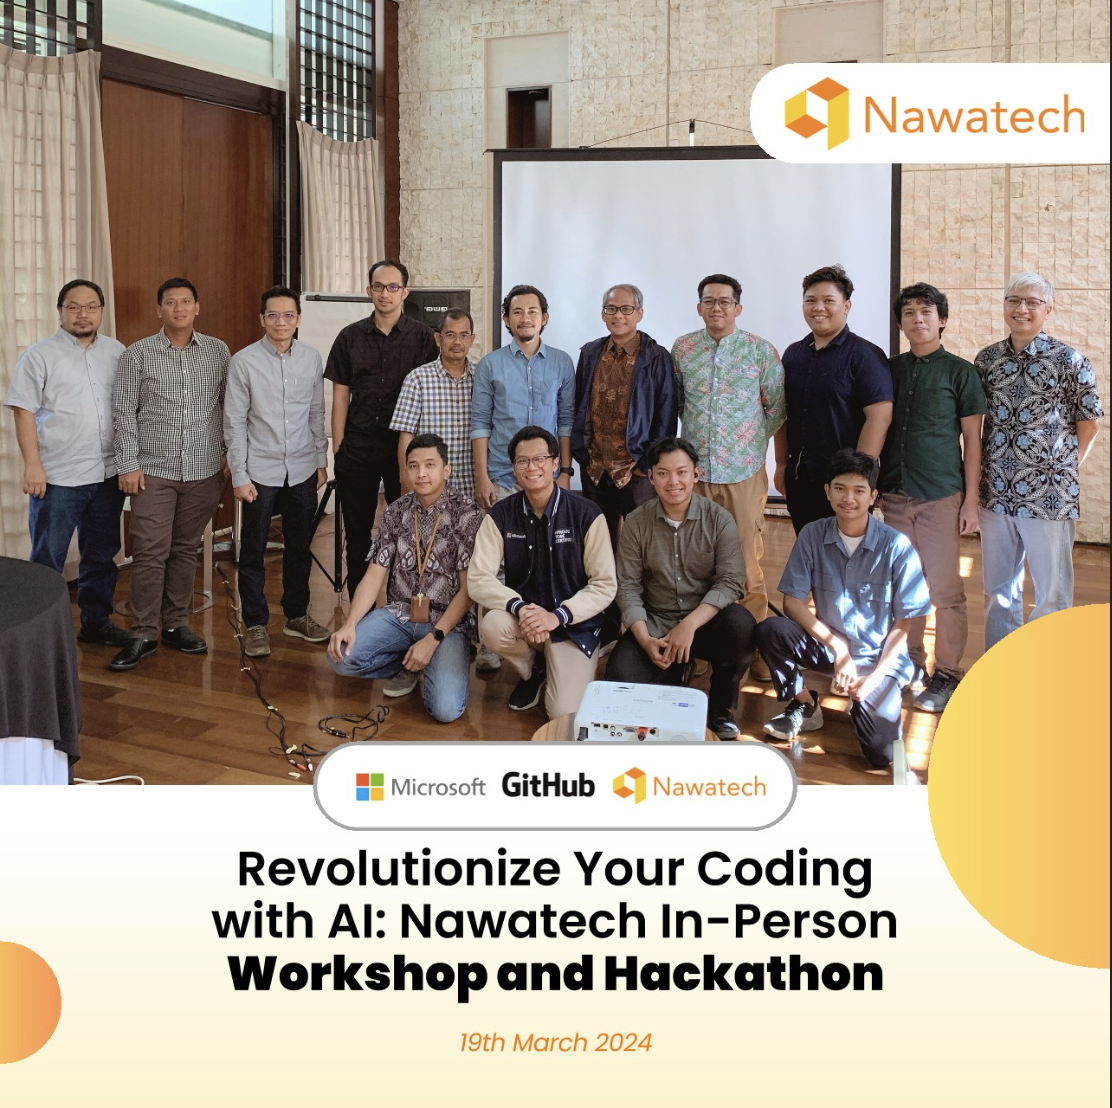 Nawatech
Microsoft GitHub Nawatech
Revolutionize Your Coding
with AI: Nawatech In-Person
Workshop and Hackathon
19th March 2024